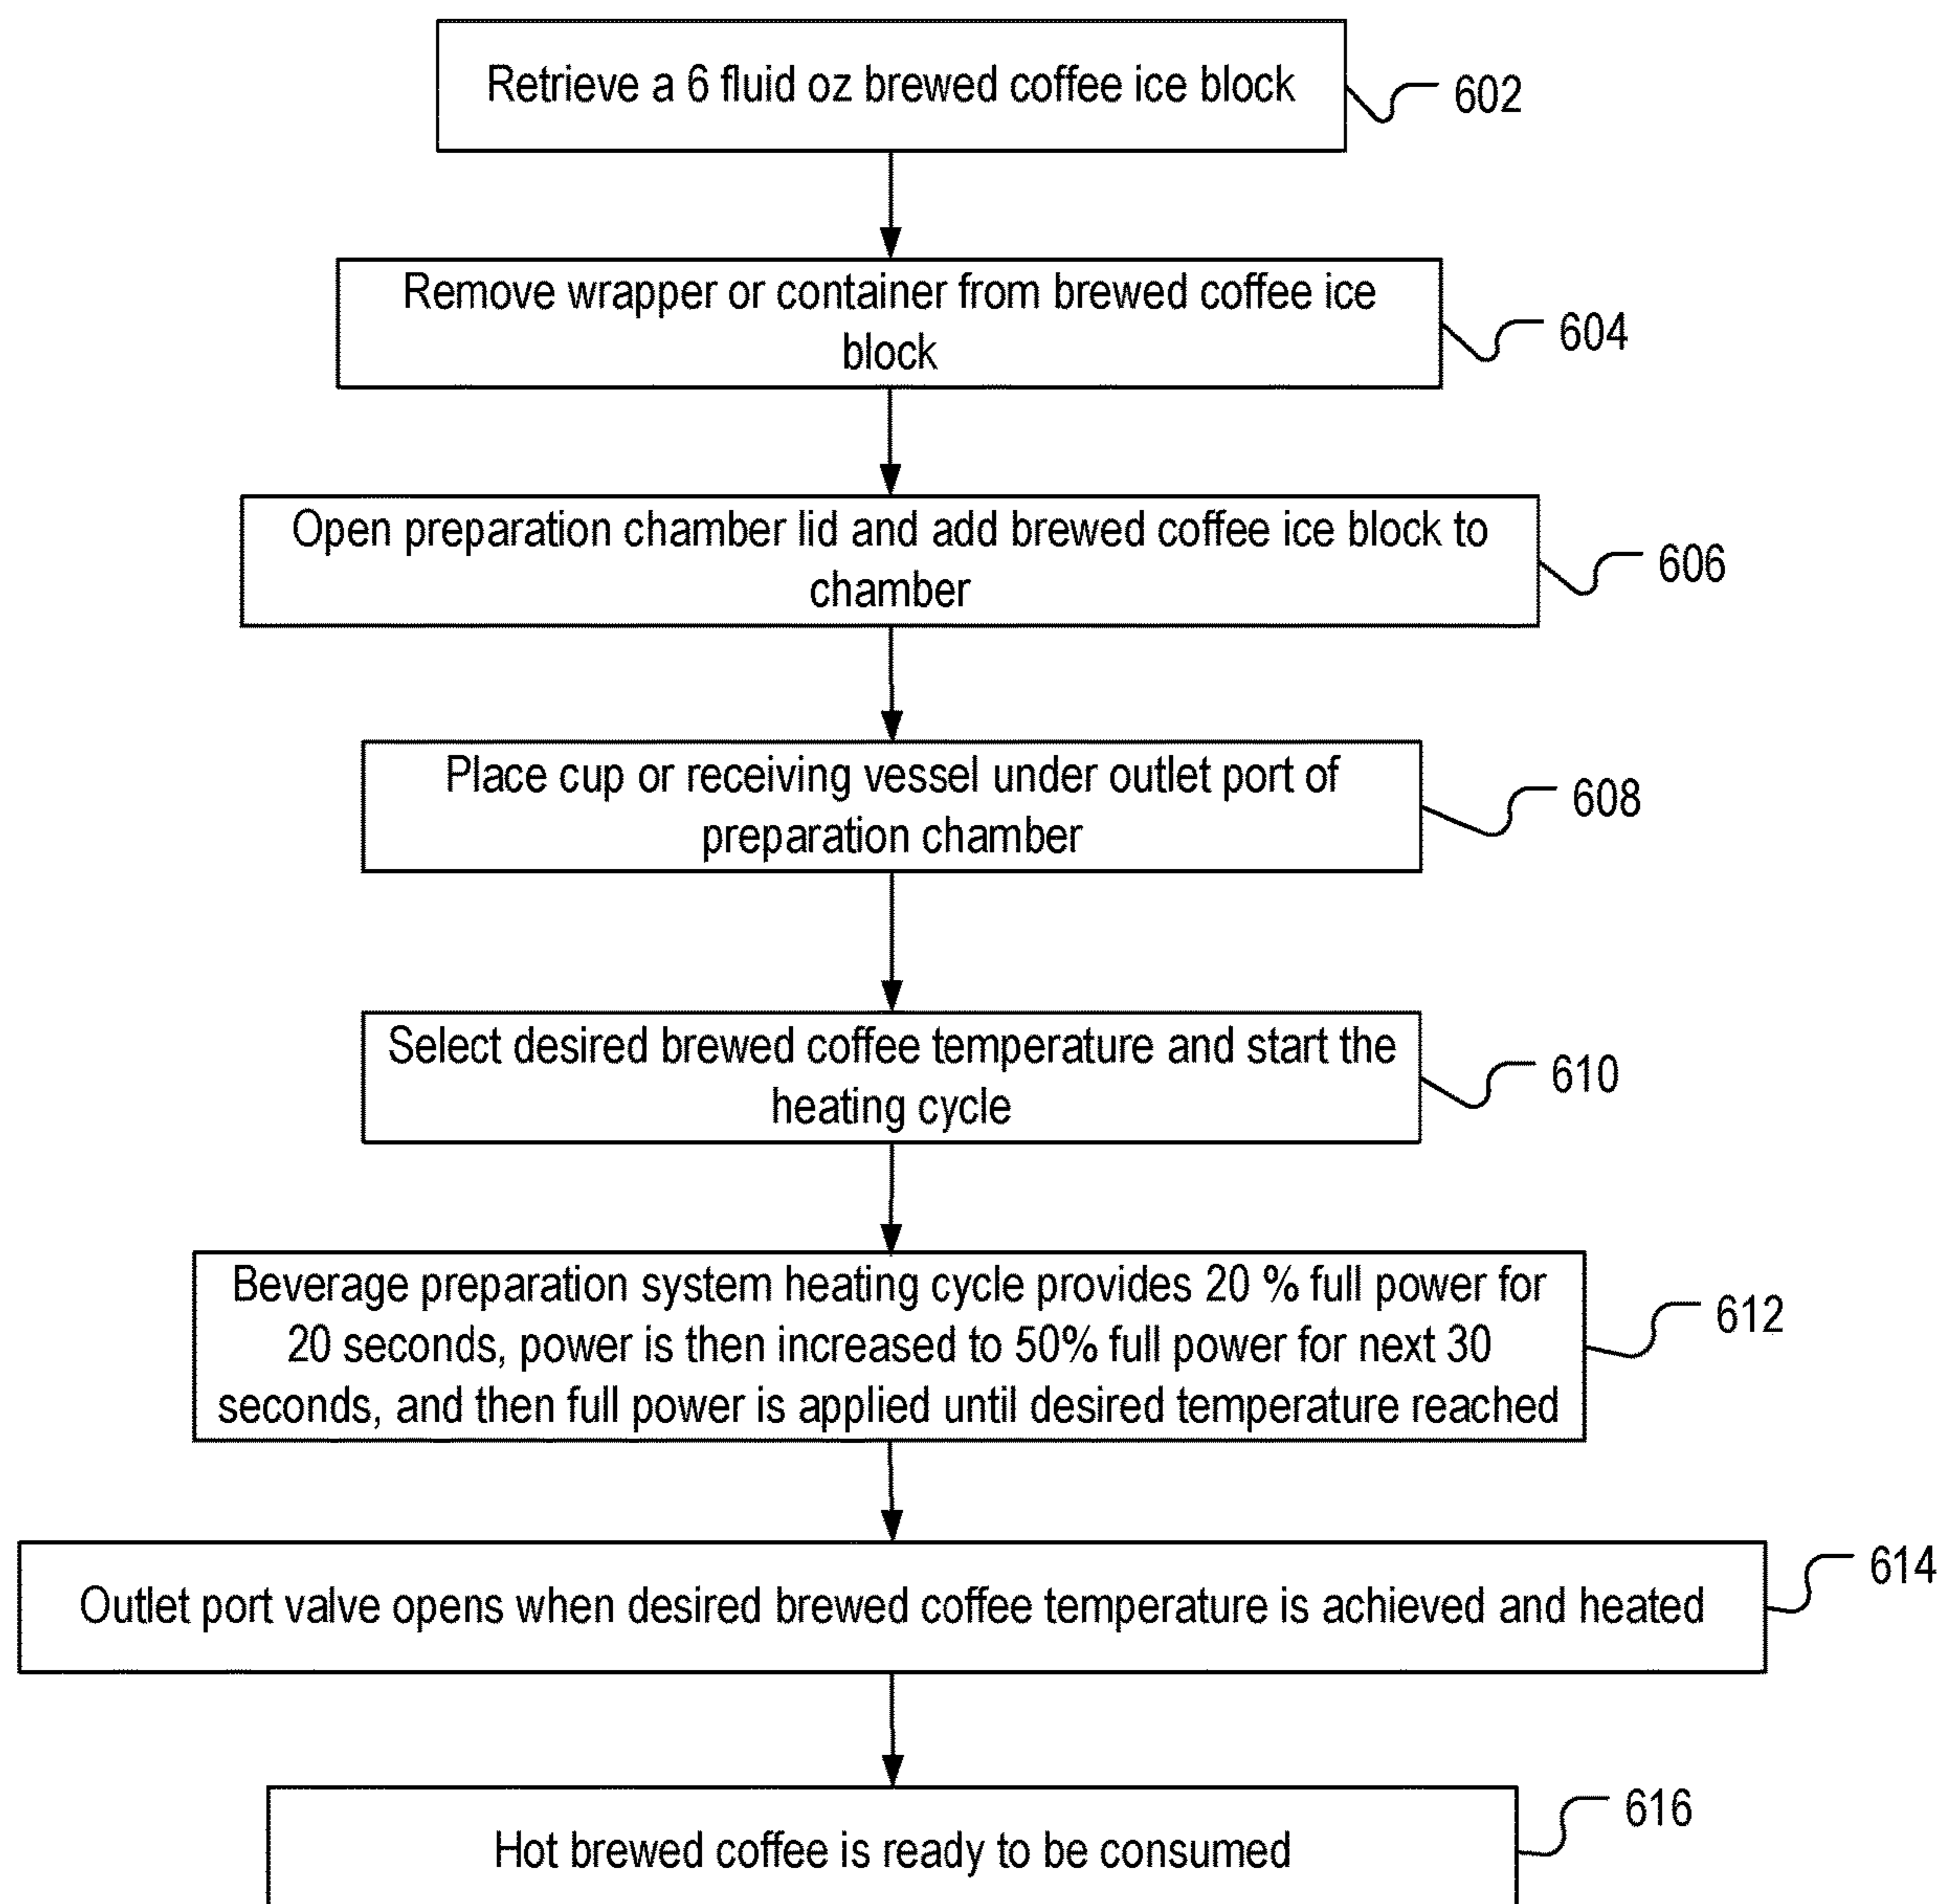 Retrieve a 6 fluid oz brewed coffee ice block
602
Remove wrapper or container from brewed coffee ice
block
604
Open preparation chamber lid and add brewed coffee ice block to
chamber
606
Place cup or receiving vessel under outlet port of
preparation chamber
608
Select desired brewed coffee temperature and start the
heating cycle
610
Beverage preparation system heating cycle provides 20 % full power for
20 seconds, power is then increased to 50% full power for next 30
seconds, and then full power is applied until desired temperature reached
612
Outlet port valve opens when desired brewed coffee temperature is achieved and heated
614
Hot brewed coffee is ready to be consumed
616